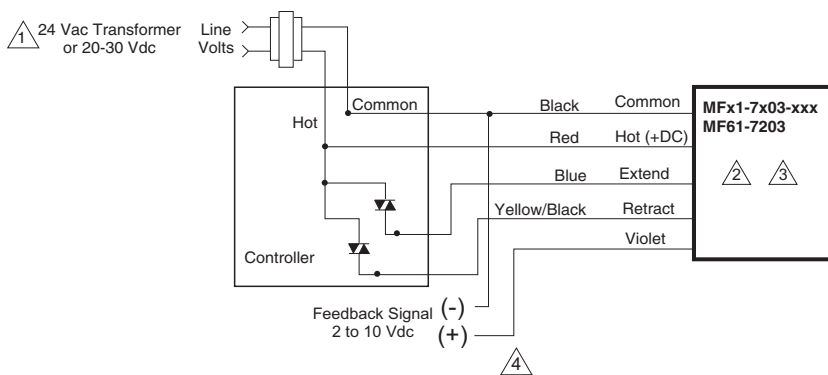 1
24 Vac Transformer
or 20-30 Vdc
Line
Volts
Common
Hot
Controller
Black
Common
Red
Hot (+DC)
Blue
Extend
Yellow/Black
Retract
Violet
MFx1-7x03-xxx
MF61-7203
2
3
Feedback Signal
2 to 10 Vdc
(-)
(+)
4